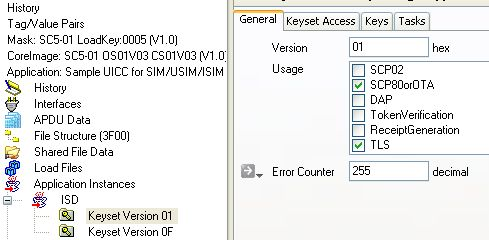 History
Tag/Value Pairs
Mask: SC5-01 LoadKey:0005 (V1.0)
CoreImage: SC5-01 OS01V03 CS01V03 (V1.0)
Application: Sample UICC for SIM/USIM/ISIM
History
Interfaces
APDU Data
File Structure (3F00)
Shared File Data
Load Files
Application Instances
ISD
Keyset Version 01
Keyset Version 0F
General Keyset Access Keys Tasks
Version 01 hex
Usage
SCP02
SCP80orOTA
DAP
TokenVerification
ReceiptGeneration
TLS
Error Counter 255 decimal